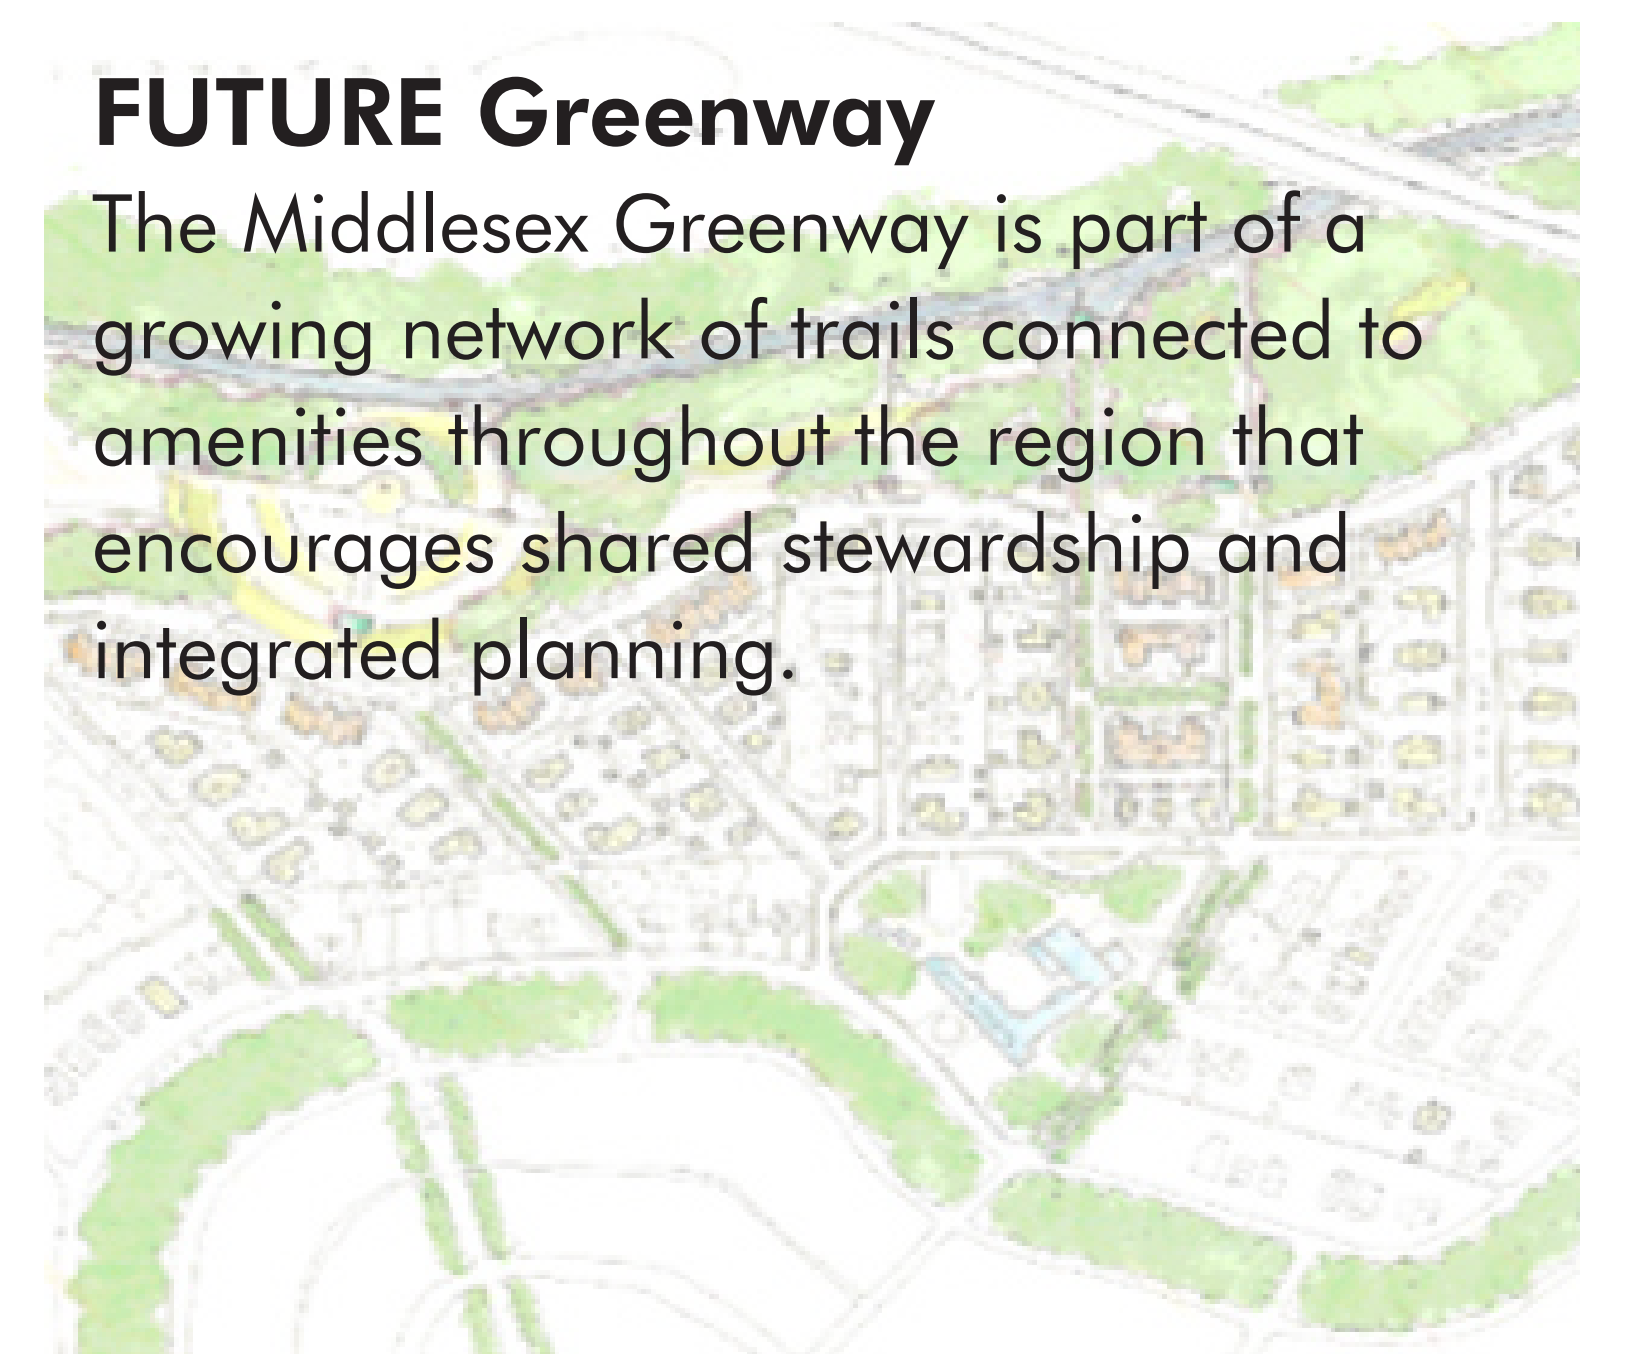 FUTURE Greenway
The Middlesex Greenway is part of a
growing network of trails connected to
amenities throughout the region that
encourages shared stewardship and
integrated planning.